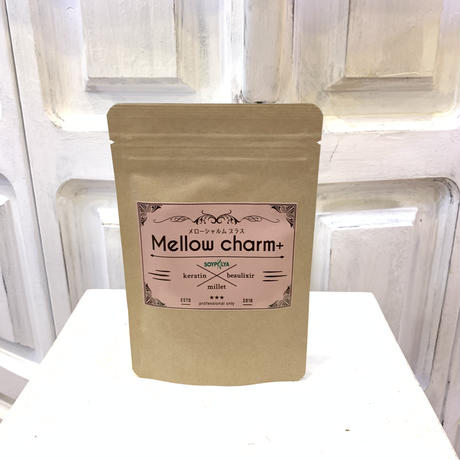 メローシャルム プラス
Mellow charm+
SOYPOLYA
keratin beaulixir
millet
ESTD 2018
professional only